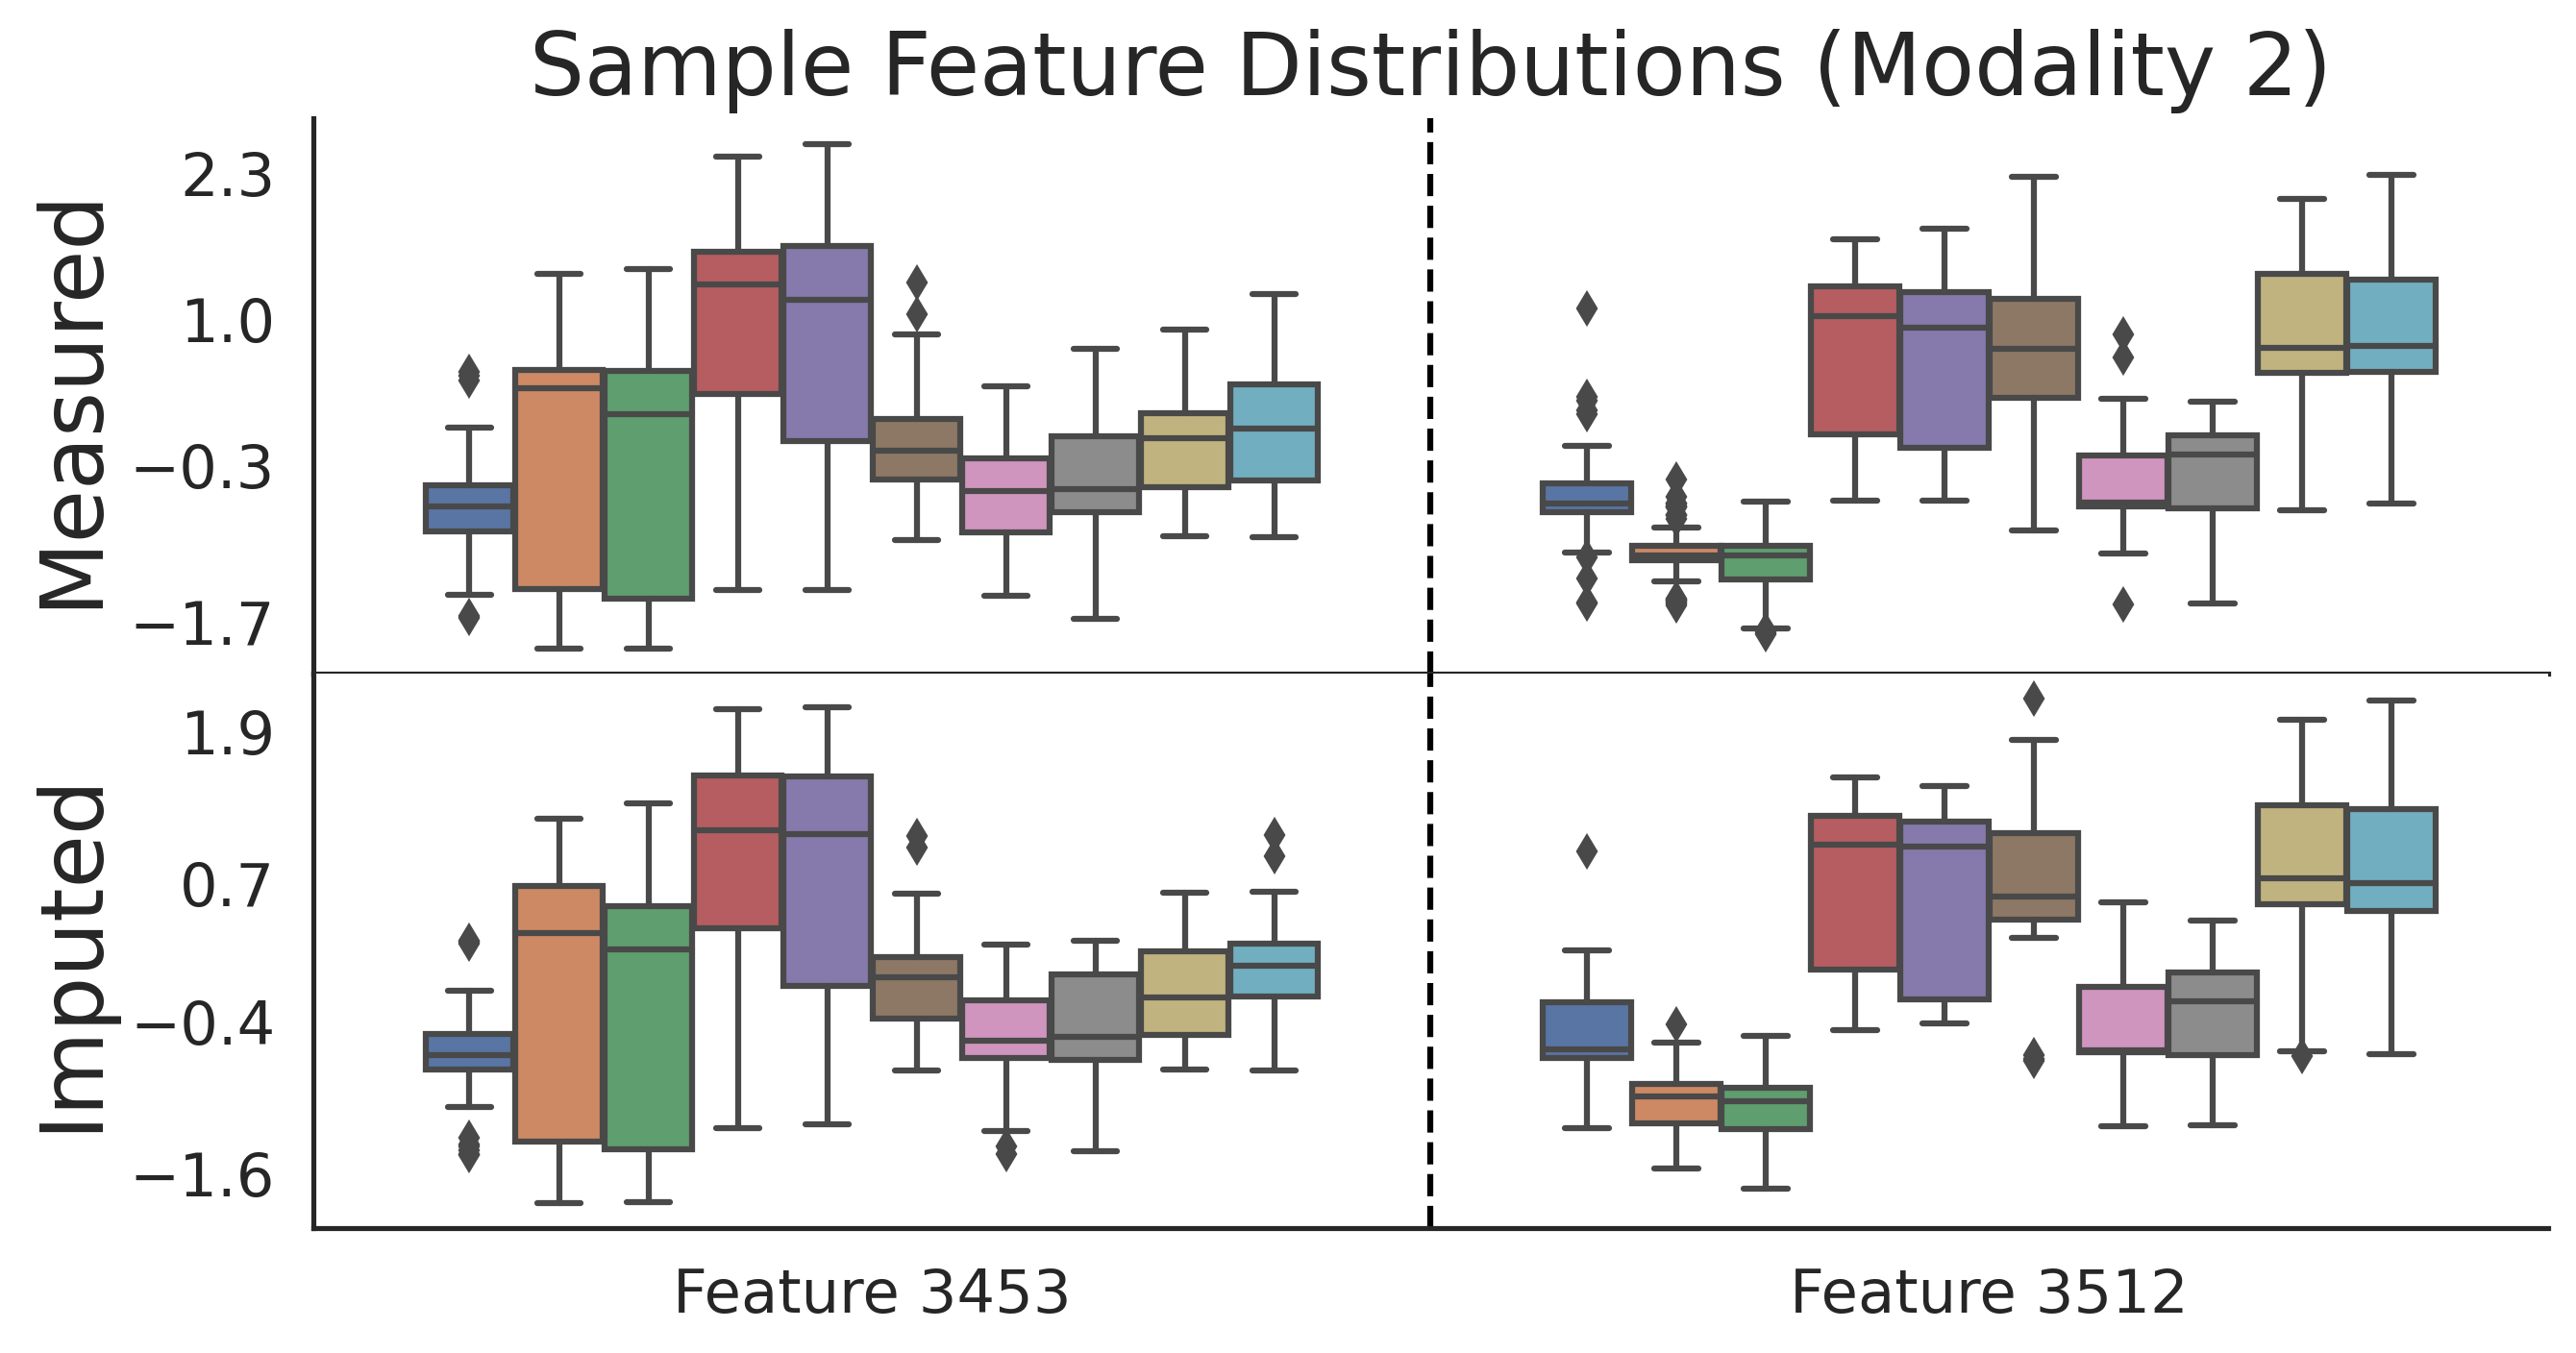 Sample Feature Distributions (Modality 2)
Measured
2.3
1.0
−0.3
−1.7
Imputed
1.9
0.7
−0.4
−1.6
Feature 3453
Feature 3512